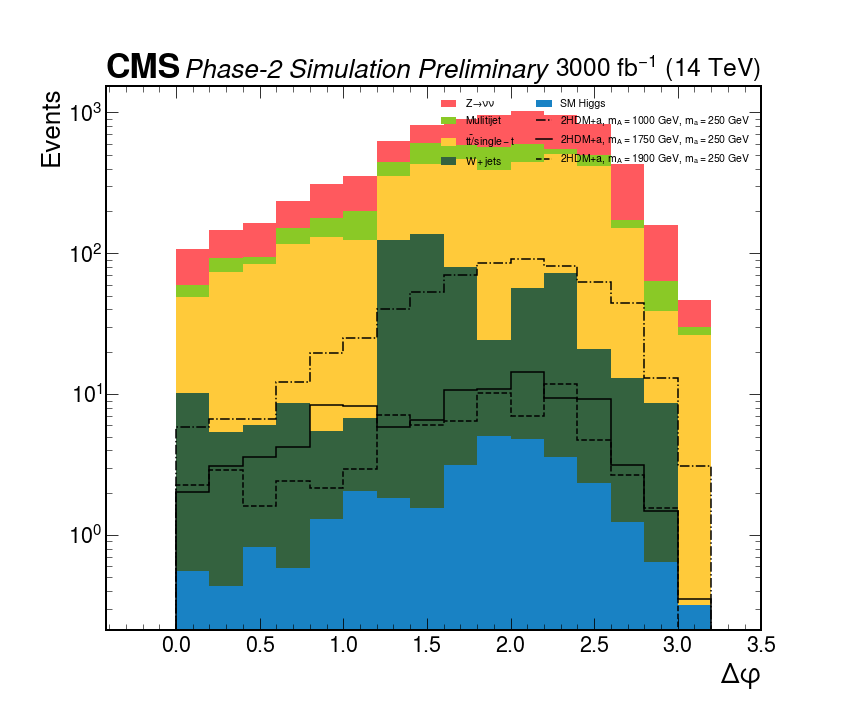 CMS Phase-2 Simulation Preliminary 3000 fb⁻¹ (14 TeV)
Events
10³
10²
10¹
10⁰
Z→νν
Mulitijet
tt̄/single−t
W+jets
SM Higgs
2HDM+a, m_A = 1000 GeV, m_a = 250 GeV
2HDM+a, m_A = 1750 GeV, m_a = 250 GeV
2HDM+a, m_A = 1900 GeV, m_a = 250 GeV
0.0 0.5 1.0 1.5 2.0 2.5 3.0 3.5
Δφ